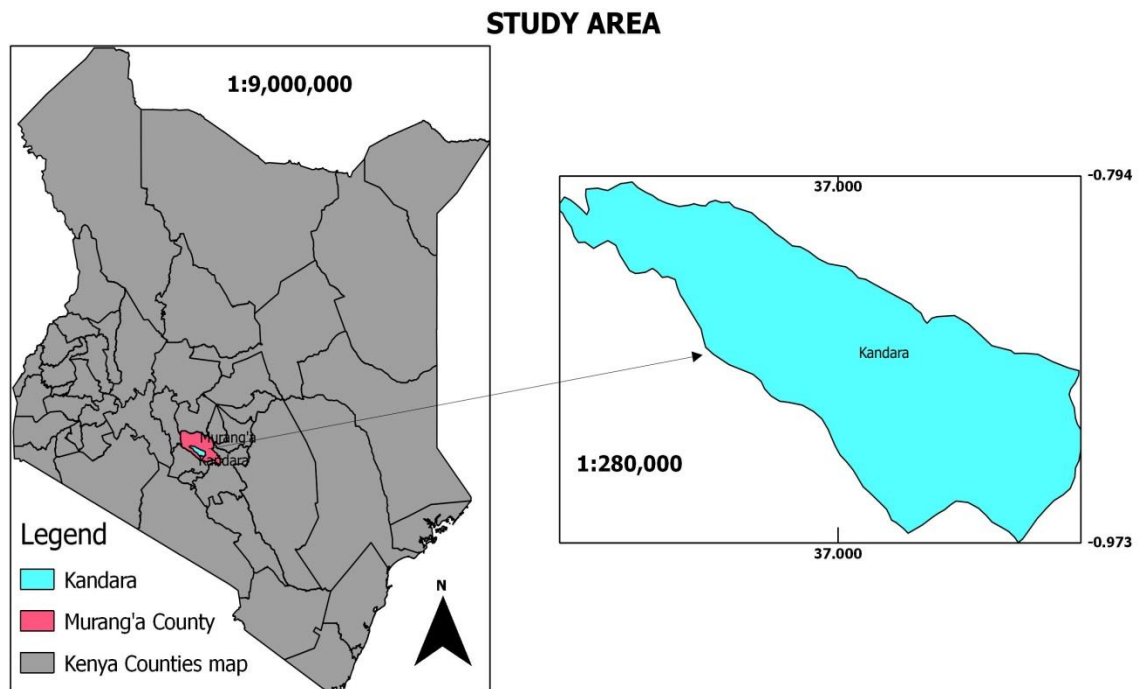 STUDY AREA
1:9,000,000
Murang'a
Kandara
Legend
Kandara
Murang'a County
Kenya Counties map
N
37.000
-0.794
Kandara
1:280,000
37.000
-0.973